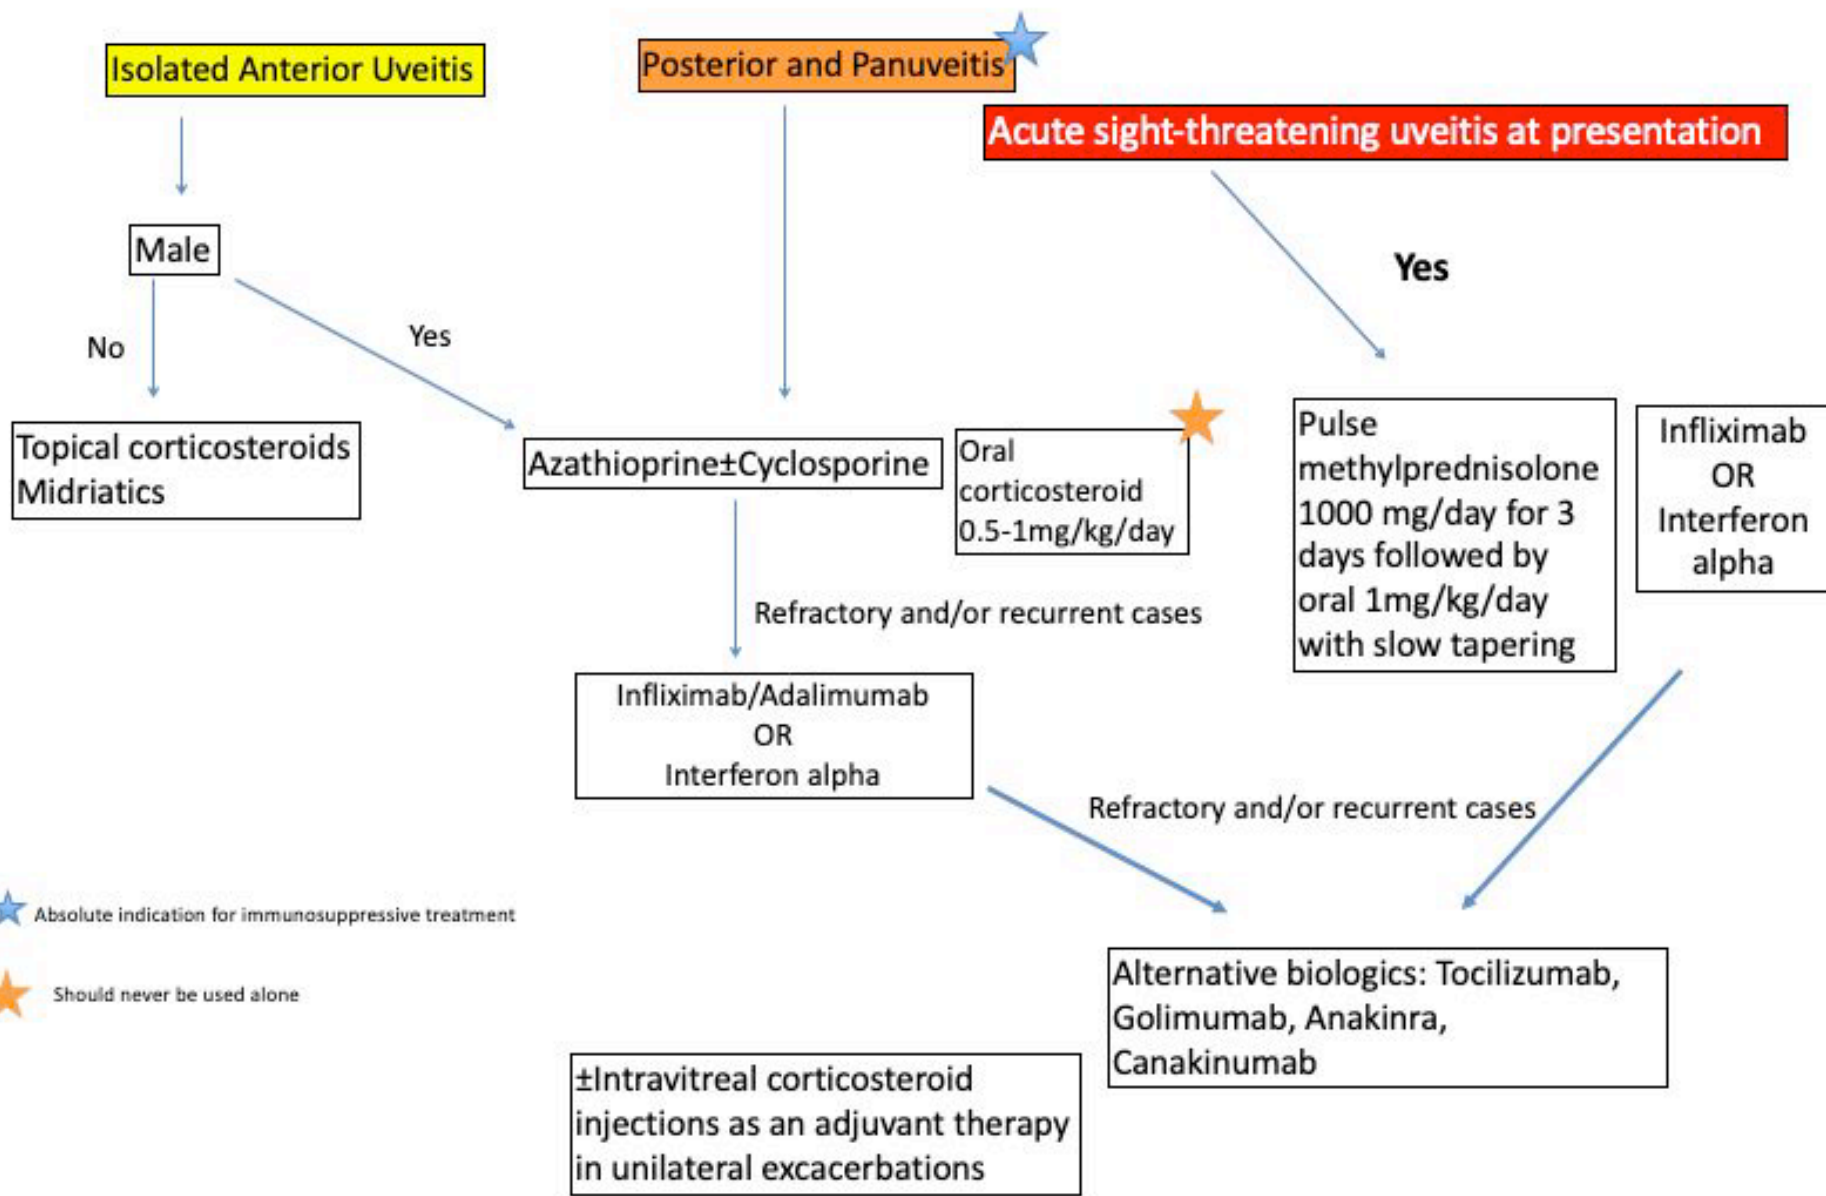 Isolated Anterior Uveitis
Posterior and Panuveitis
Acute sight-threatening uveitis at presentation
Male
Yes
No
Yes
Topical corticosteroids
Midriatics
Azathioprine±Cyclosporine
Oral
corticosteroid
0.5-1mg/kg/day
Pulse
methylprednisolone
1000 mg/day for 3
days followed by
oral 1mg/kg/day
with slow tapering
Infliximab
OR
Interferon
alpha
Refractory and/or recurrent cases
Infliximab/Adalimumab
OR
Interferon alpha
Refractory and/or recurrent cases
Absolute indication for immunosuppressive treatment
Should never be used alone
Alternative biologics: Tocilizumab,
Golimumab, Anakinra,
Canakinumab
±Intravitreal corticosteroid
injections as an adjuvant therapy
in unilateral excacerbations